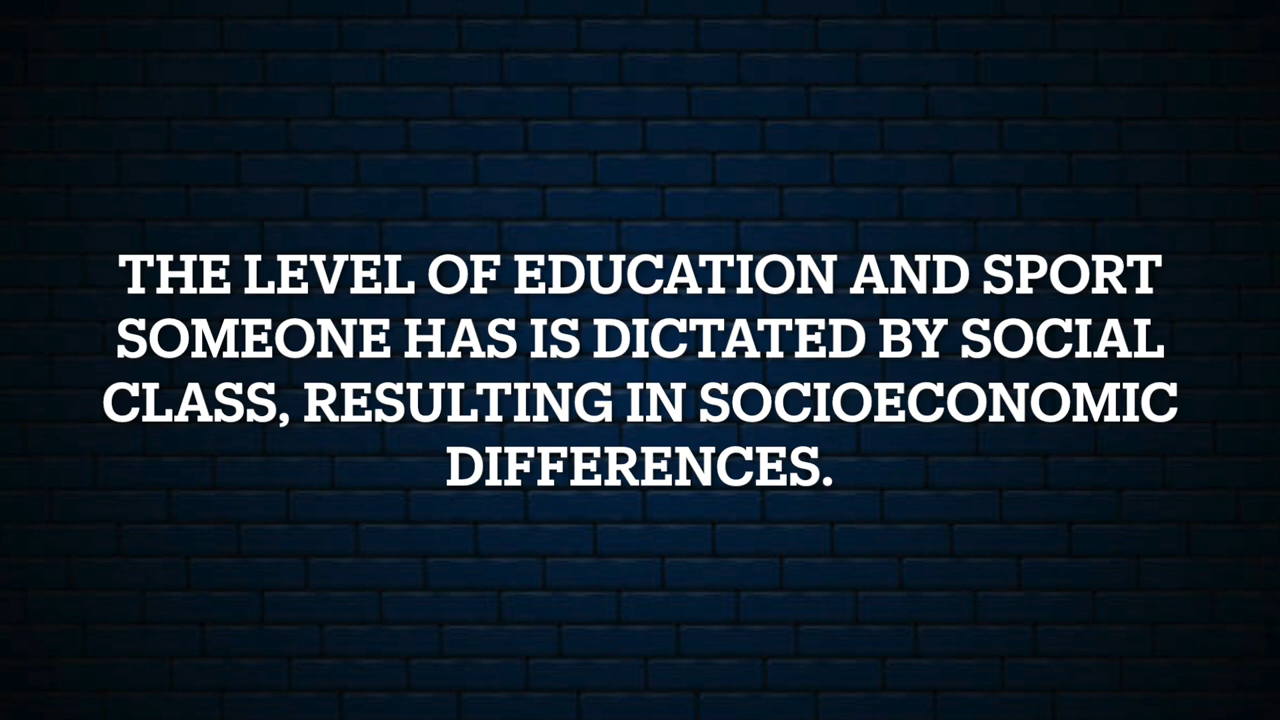 THE LEVEL OF EDUCATION AND SPORT
SOMEONE HAS IS DICTATED BY SOCIAL
CLASS, RESULTING IN SOCIOECONOMIC
DIFFERENCES.